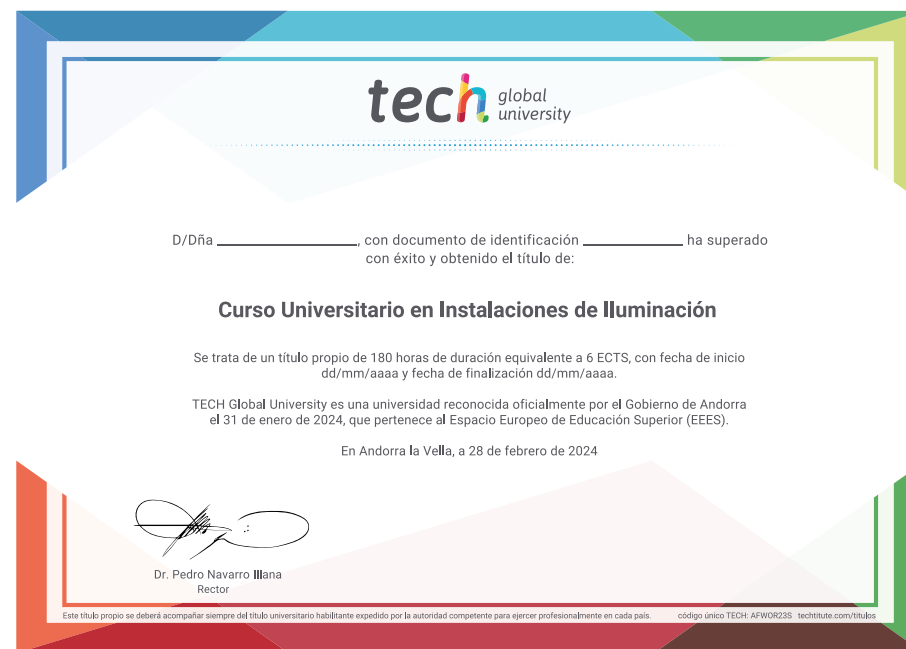 tech global university
D/Dña ____________, con documento de identificación ____________ ha superado
con éxito y obtenido el título de:
Curso Universitario en Instalaciones de Iluminación
Se trata de un título propio de 180 horas de duración equivalente a 6 ECTS, con fecha de inicio
dd/mm/aaaa y fecha de finalización dd/mm/aaaa.
TECH Global University es una universidad reconocida oficialmente por el Gobierno de Andorra
el 31 de enero de 2024, que pertenece al Espacio Europeo de Educación Superior (EEES).
En Andorra la Vella, a 28 de febrero de 2024
Dr. Pedro Navarro Illana
Rector
Este título propio se deberá acompañar siempre del título universitario habilitante expedido por la autoridad competente para ejercer profesionalmente en cada país. código único TECH: AFWOR23S techtitute.com/titulos